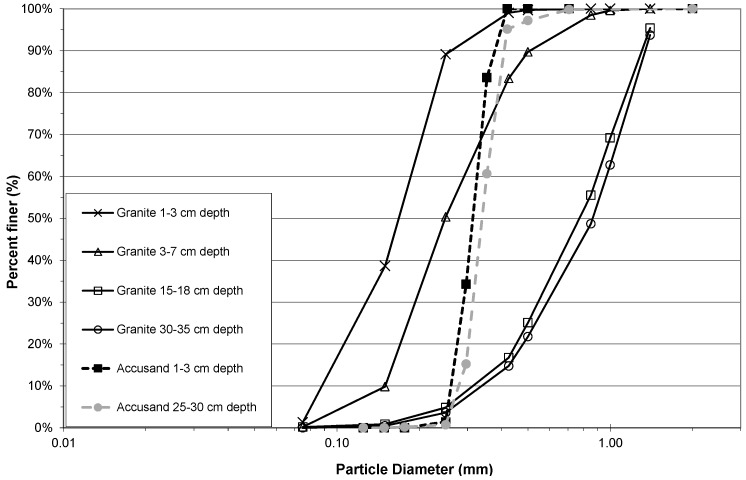 100%
90%
80%
70%
60%
50%
40%
30%
20%
10%
0%
Percent finer (%)
Granite 1-3 cm depth
Granite 3-7 cm depth
Granite 15-18 cm depth
Granite 30-35 cm depth
Accusand 1-3 cm depth
Accusand 25-30 cm depth
0.01 0.10 1.00
Particle Diameter (mm)